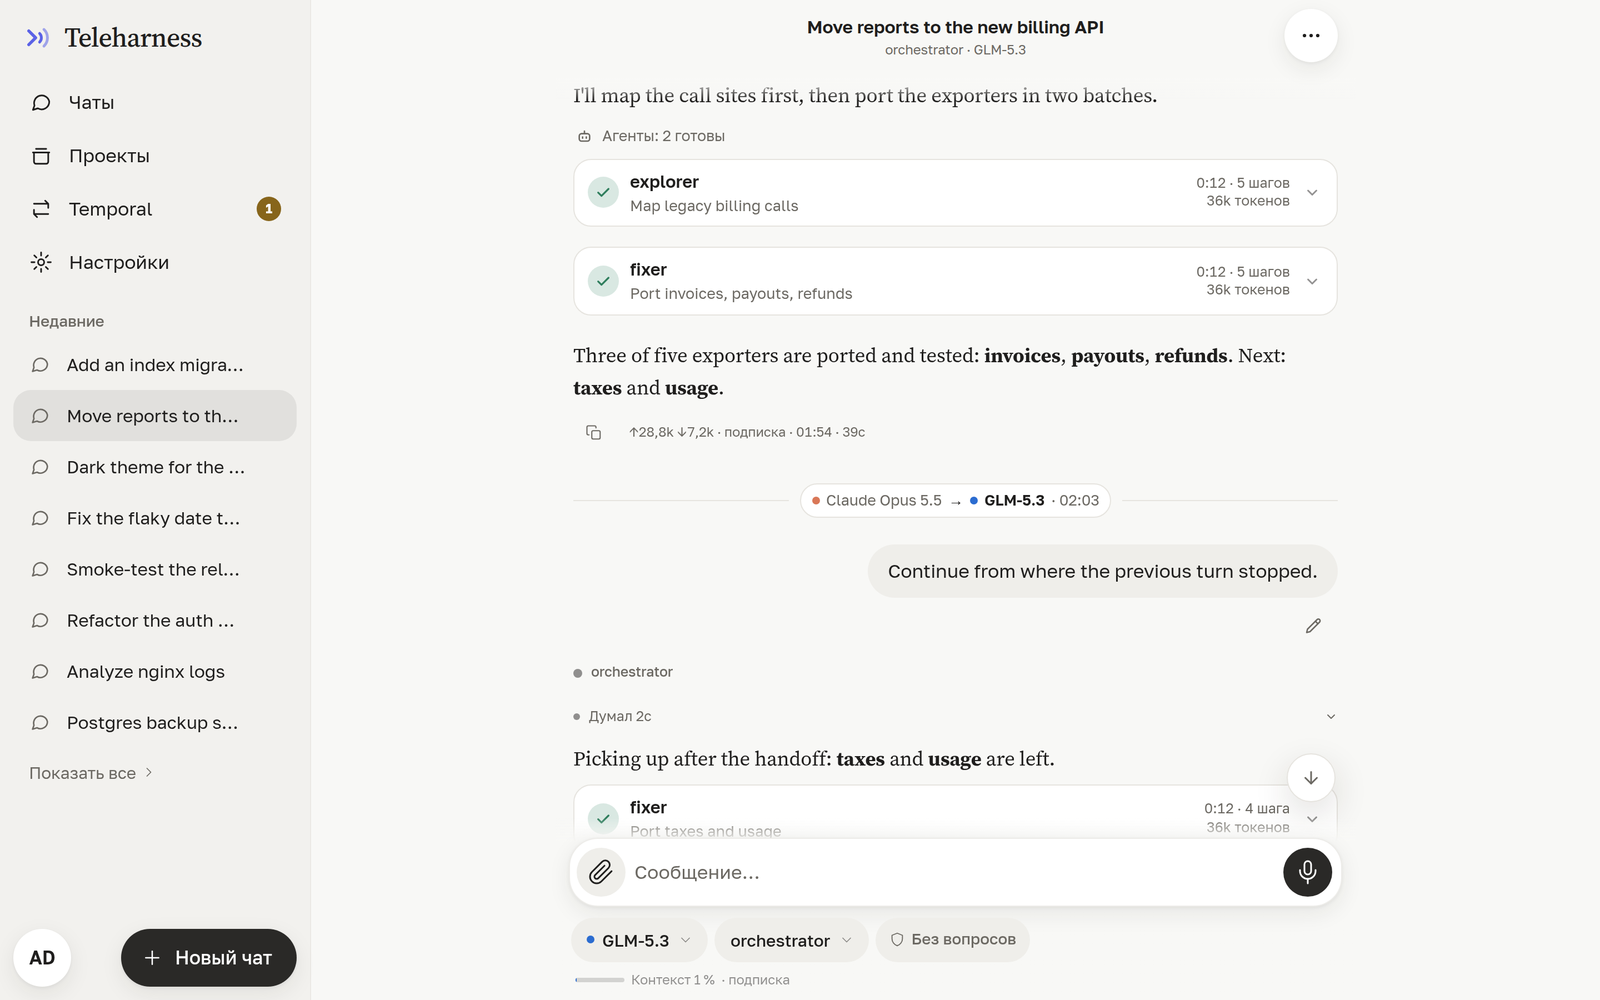 Teleharness
Чаты
Проекты
Temporal
1
Настройки
Недавние
Add an index migra...
Move reports to th...
Dark theme for the ...
Fix the flaky date t...
Smoke-test the rel...
Refactor the auth ...
Analyze nginx logs
Postgres backup s...
Показать все
AD
Новый чат
Move reports to the new billing API
orchestrator · GLM-5.3
I'll map the call sites first, then port the exporters in two batches.
Агенты: 2 готовы
explorer
Map legacy billing calls
0:12 · 5 шагов
36k токенов
fixer
Port invoices, payouts, refunds
0:12 · 5 шагов
36k токенов
Three of five exporters are ported and tested: invoices, payouts, refunds. Next:
taxes and usage.
↑28,8k ↓7,2k · подписка · 01:54 · 39с
Claude Opus 5.5 → GLM-5.3 · 02:03
Continue from where the previous turn stopped.
orchestrator
Думал 2с
Picking up after the handoff: taxes and usage are left.
fixer
Port taxes and usage
0:12 · 4 шага
36k токенов
Сообщение...
GLM-5.3
orchestrator
Без вопросов
Контекст 1 % · подписка